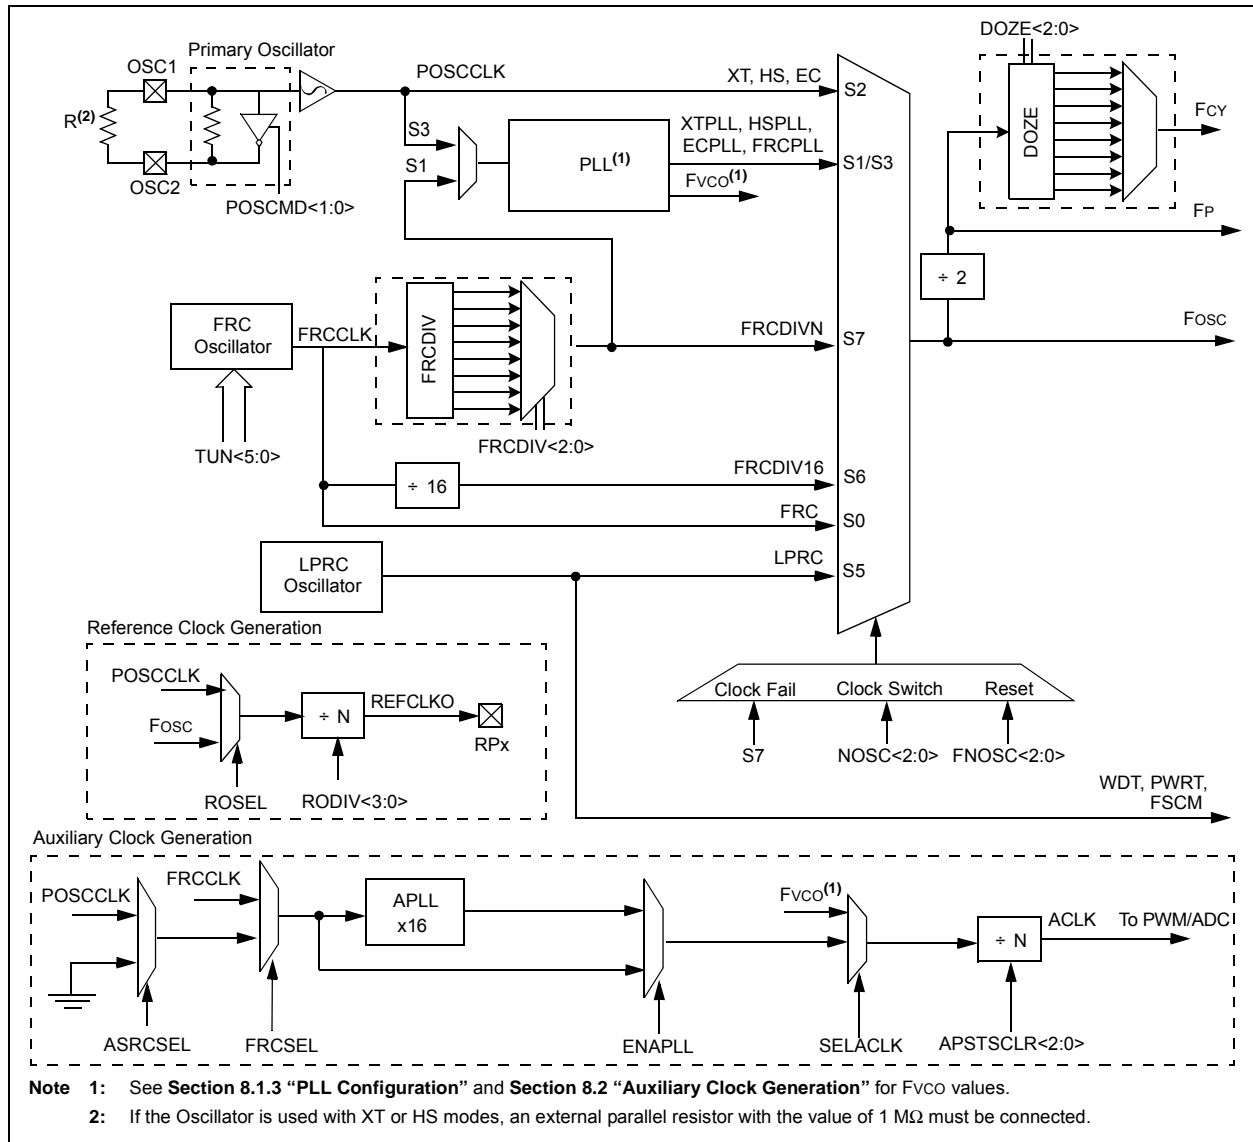 DOZE<2:0>
Primary Oscillator
OSC1
POSCCLK
XT, HS, EC
S2
R(2)
DOZE
FCY
S3
XTPLL, HSPLL,
ECPLL, FRCPLL
PLL(1)
S1/S3
S1
FVCO(1)
OSC2
POSCMD<1:0>
FP
÷ 2
FRC
Oscillator
FRCCLK
FRCDIV
FRCDIVN
S7
FOSC
TUN<5:0>
FRCDIV<2:0>
FRCDIV16
S6
÷ 16
FRC
S0
LPRC
Oscillator
LPRC
S5
Reference Clock Generation
POSCCLK
FOSC
÷ N
REFCLKO
RPx
ROSEL
RODIV<3:0>
Clock Fail
Clock Switch
Reset
S7
NOSC<2:0>
FNOSC<2:0>
WDT, PWRT,
FSCM
Auxiliary Clock Generation
POSCCLK
FRCCLK
APLL
x16
FVCO(1)
÷ N
ACLK
To PWM/ADC
ASRCSEL
FRCSEL
ENAPLL
SELACLK
APSTSCLR<2:0>
Note 1: See Section 8.1.3 “PLL Configuration” and Section 8.2 “Auxiliary Clock Generation” for FVCO values.
2: If the Oscillator is used with XT or HS modes, an external parallel resistor with the value of 1 MΩ must be connected.